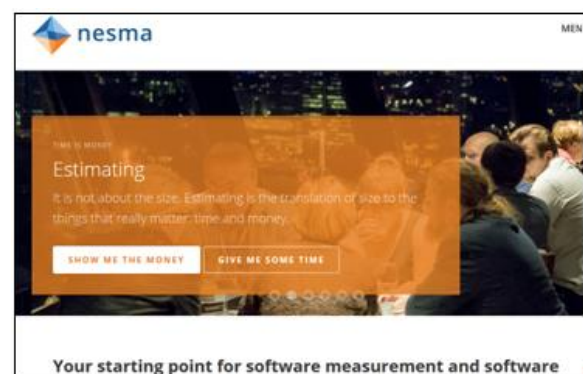 nesma
MEN
TIME IS MONEY
Estimating
It is not about the size. Estimating is the translation of size to the
things that really matter: time and money.
SHOW ME THE MONEY
GIVE ME SOME TIME
Your starting point for software measurement and software